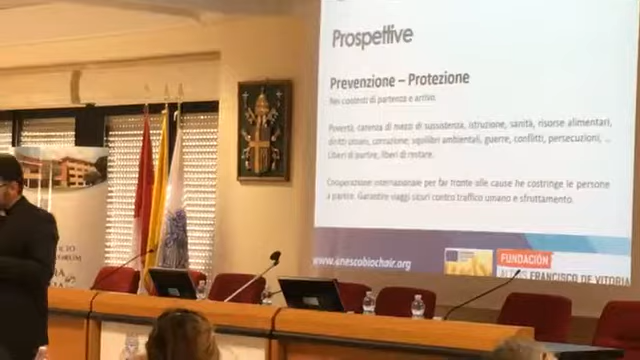 Prospettive
Prevenzione – Protezione
Nei contesti di partenza e arrivo
Povertà, carenza di mezzi di sussistenza, istruzione, sanità, risorse alimentari,
diritti umani, corruzione, squilibri ambientali, guerre, conflitti, persecuzioni, ...
Liberi di partire, liberi di restare.
Cooperazione internazionale per far fronte alle cause he costringe le persone
a partire. Garantire viaggi sicuri contro traffico umano e sfruttamento.
www.unescobiochair.org
FUNDACIÓN
FRANCISCO DE VITORIA